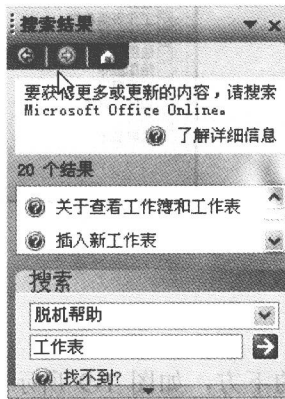 搜索结果
要获得更多或更新的内容，请搜索
Microsoft Office Online。
了解详细信息
20 个结果
关于查看工作簿和工作表
插入新工作表
搜索
脱机帮助
工作表
找不到?